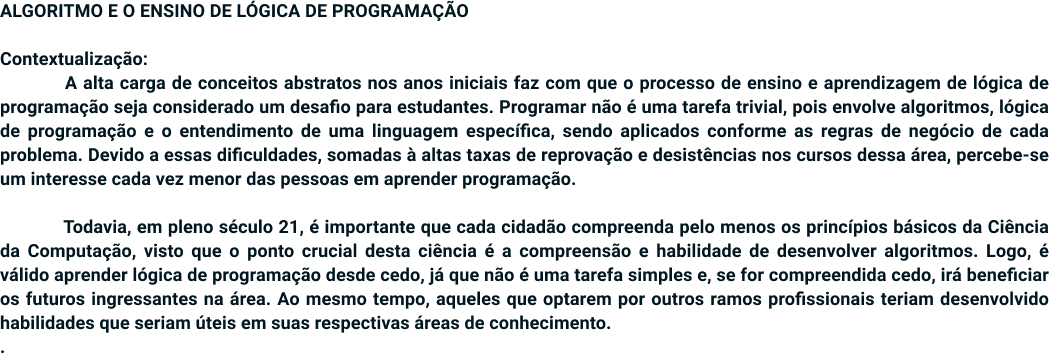 ALGORITMO E O ENSINO DE LÓGICA DE PROGRAMAÇÃO
Contextualização:
A alta carga de conceitos abstratos nos anos iniciais faz com que o processo de ensino e aprendizagem de lógica de
programação seja considerado um desafio para estudantes. Programar não é uma tarefa trivial, pois envolve algoritmos, lógica
de programação e o entendimento de uma linguagem específica, sendo aplicados conforme as regras de negócio de cada
problema. Devido a essas dificuldades, somadas à altas taxas de reprovação e desistências nos cursos dessa área, percebe-se
um interesse cada vez menor das pessoas em aprender programação.
Todavia, em pleno século 21, é importante que cada cidadão compreenda pelo menos os princípios básicos da Ciência
da Computação, visto que o ponto crucial desta ciência é a compreensão e habilidade de desenvolver algoritmos. Logo, é
válido aprender lógica de programação desde cedo, já que não é uma tarefa simples e, se for compreendida cedo, irá beneficiar
os futuros ingressantes na área. Ao mesmo tempo, aqueles que optarem por outros ramos profissionais teriam desenvolvido
habilidades que seriam úteis em suas respectivas áreas de conhecimento.
.